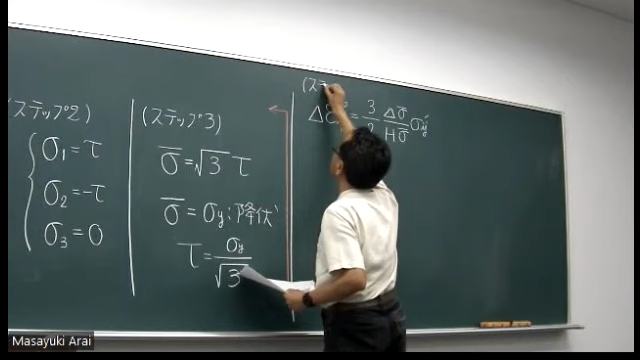 (ステップ2)
σ₁=τ
σ₂=-τ
σ₃=0
(ステップ3)
σ̅=√3 τ
σ̅=σy:降伏
τ=σy/√3
(ステ
=3/2 Δσ̅/Hσ̅ σ'
Masayuki Arai